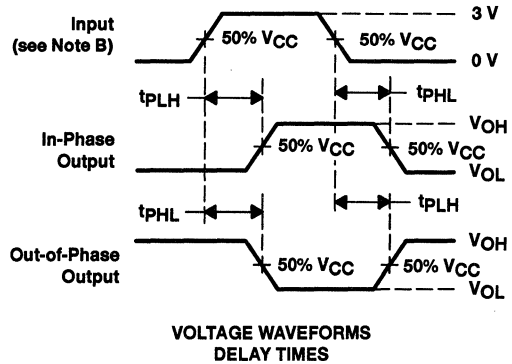 Input
(see Note B)
50% VCC
50% VCC
3 V
0 V
tPLH
tPHL
In-Phase
Output
50% VCC
50% VCC
VOH
VOL
tPHL
tPLH
Out-of-Phase
Output
50% VCC
50% VCC
VOH
VOL
VOLTAGE WAVEFORMS
DELAY TIMES